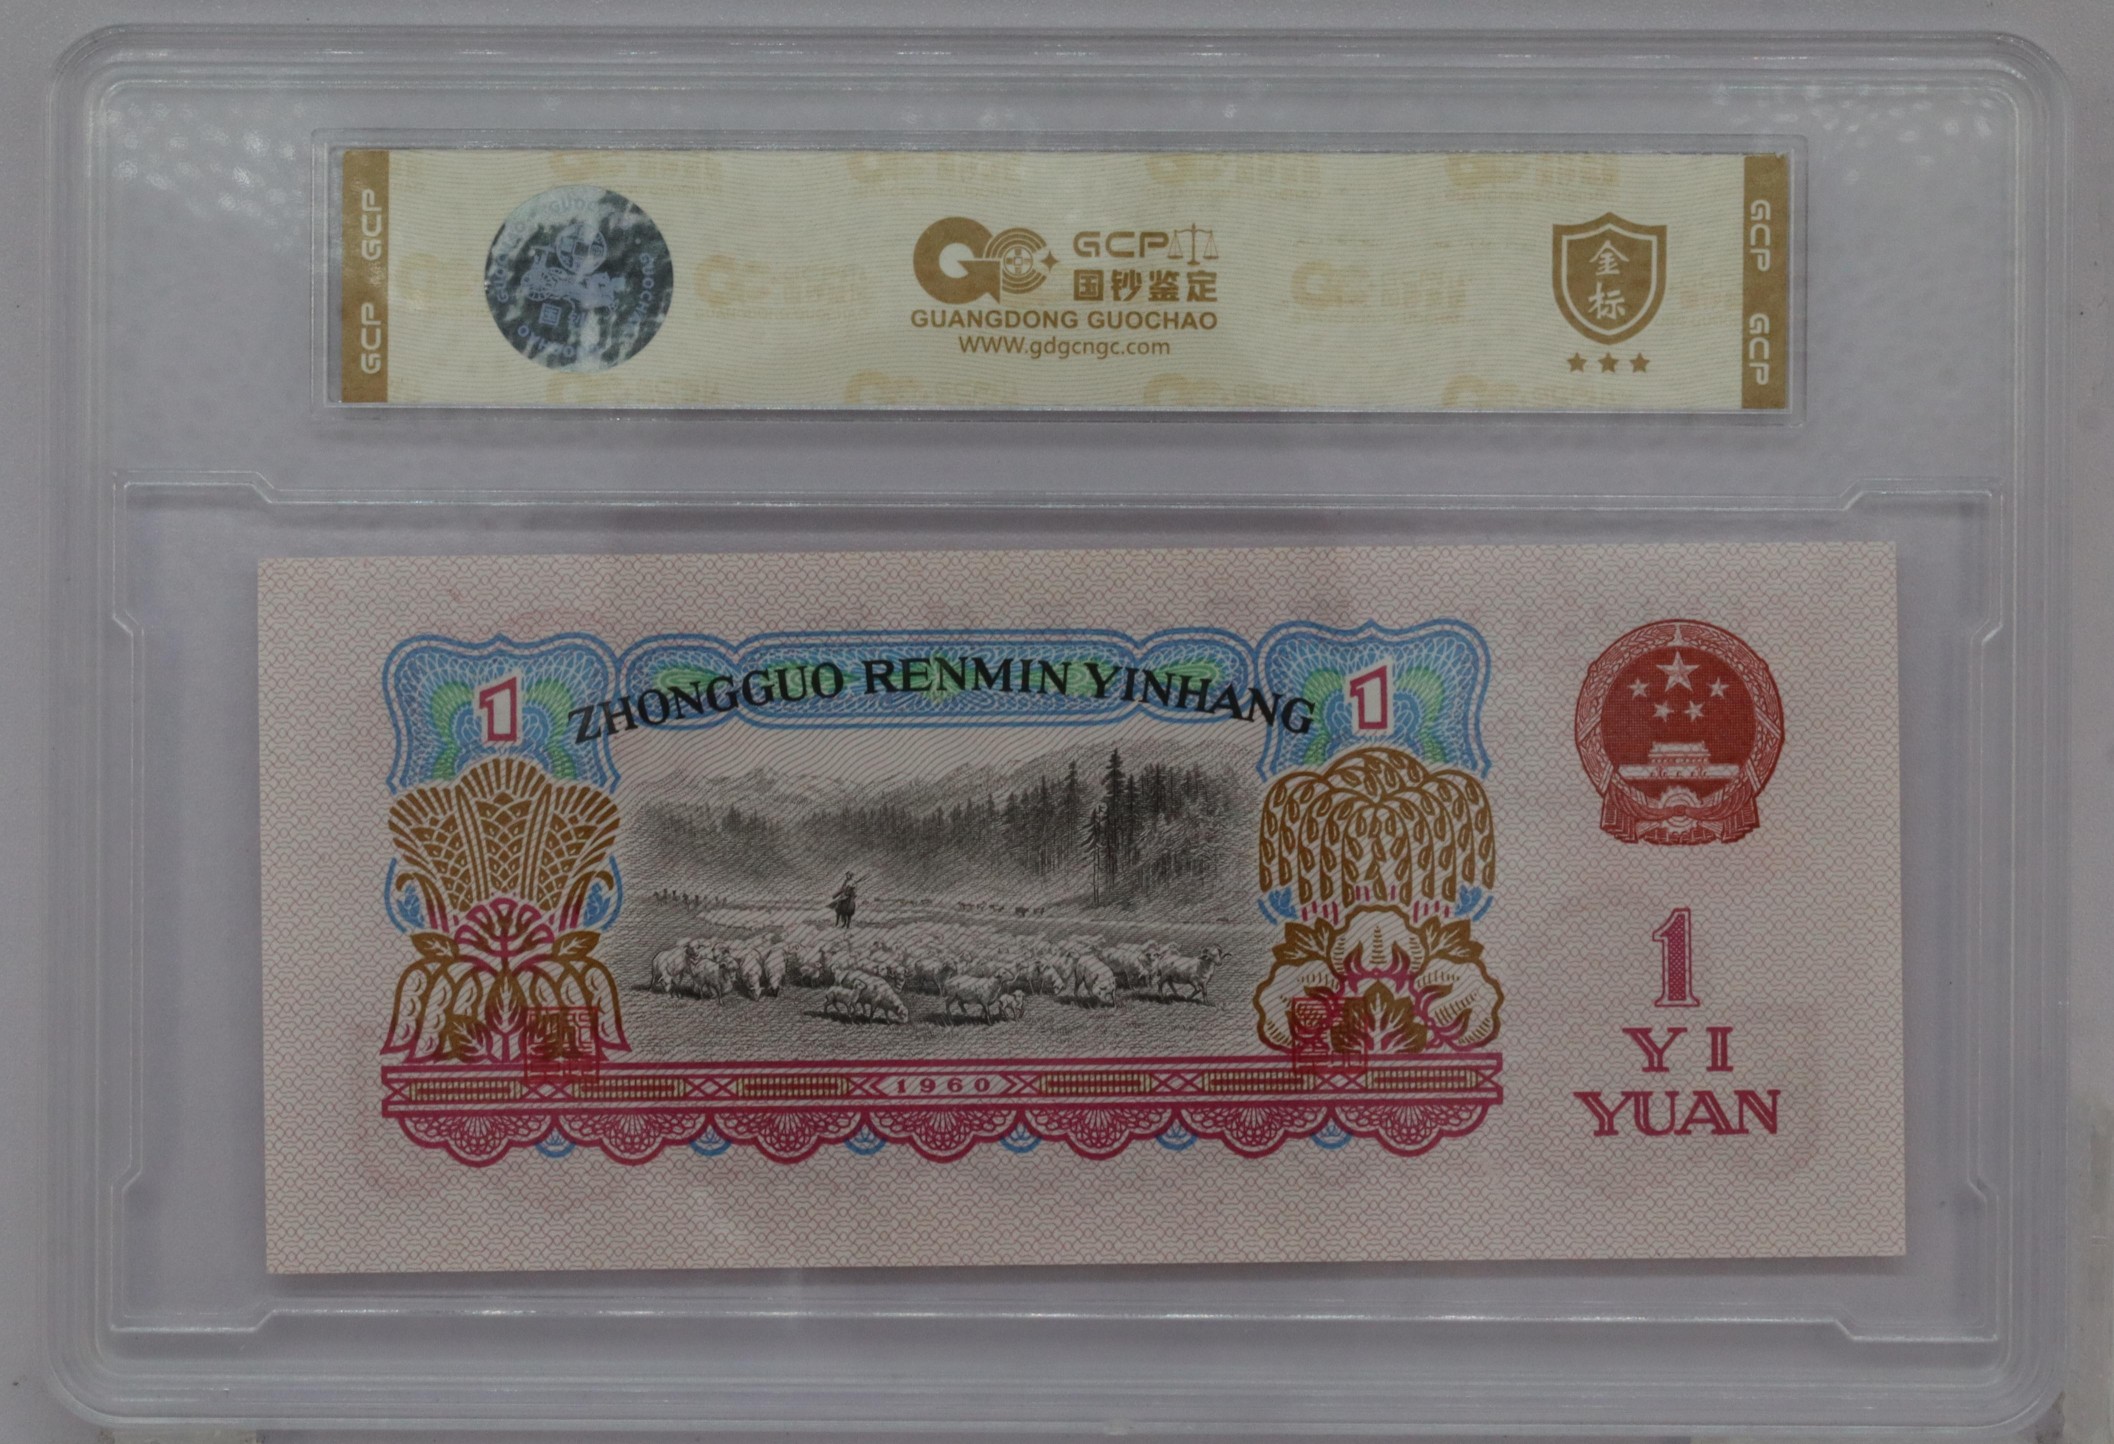 GCP GCP
GCP
国钞鉴定
GUANGDONG GUOCHAO
WWW.gdgcngc.com
金标
GCP GCP
ZHONGGUO RENMIN YINHANG
1
1
1960
1
YI
YUAN